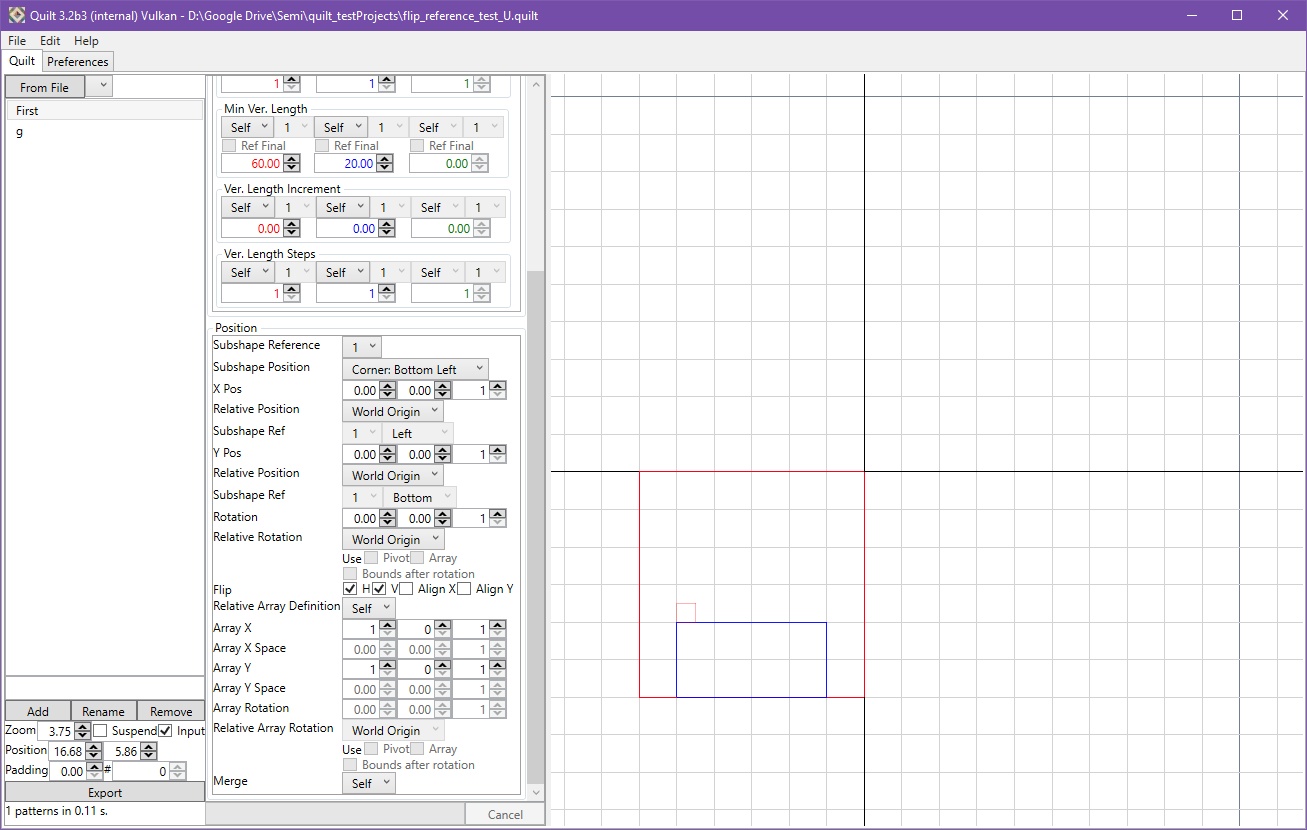 Quilt 3.2b3 (internal) Vulkan - D:\Google Drive\Semi\quilt_testProjects\flip_reference_test_U.quilt
File Edit Help
Quilt Preferences
From File
First
g
1 1 1
Min Ver. Length
Self 1 Self 1 Self 1
Ref Final Ref Final Ref Final
60.00 20.00 0.00
Ver. Length Increment
Self 1 Self 1 Self 1
0.00 0.00 0.00
Ver. Length Steps
Self 1 Self 1 Self 1
1 1 1
Position
Subshape Reference 1
Subshape Position Corner: Bottom Left
X Pos 0.00 0.00 1
Relative Position World Origin
Subshape Ref 1 Left
Y Pos 0.00 0.00 1
Relative Position World Origin
Subshape Ref 1 Bottom
Rotation 0.00 0.00 1
Relative Rotation World Origin
Use Pivot Array
Bounds after rotation
Flip H V Align X Align Y
Relative Array Definition Self
Array X 1 0 1
Array X Space 0.00 0.00 1
Array Y 1 0 1
Array Y Space 0.00 0.00 1
Array Rotation 0.00 0.00 1
Relative Array Rotation World Origin
Use Pivot Array
Bounds after rotation
Merge Self
Add Rename Remove
Zoom 3.75 Suspend Input
Position 16.68 5.86
Padding 0.00 # 0
Export
1 patterns in 0.11 s.
Cancel